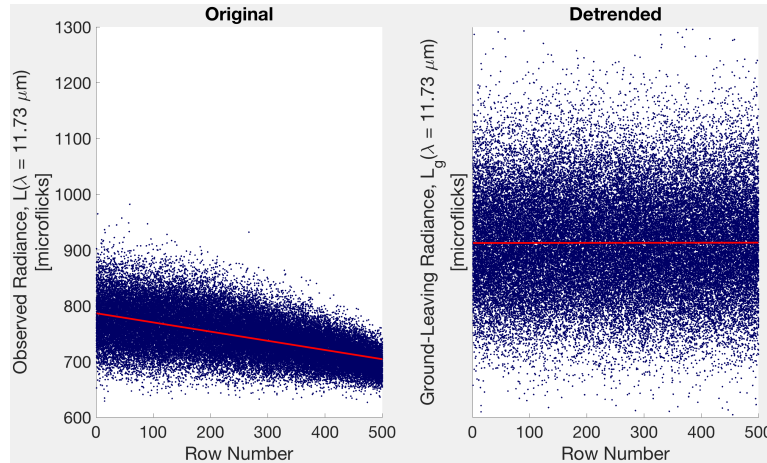 Original
Observed Radiance, L(λ = 11.73 μm)
[microflicks]
1300
1200
1100
1000
900
800
700
600
0 100 200 300 400 500
Row Number
Detrended
Ground-Leaving Radiance, L_g(λ = 11.73 μm)
[microflicks]
0 100 200 300 400 500
Row Number